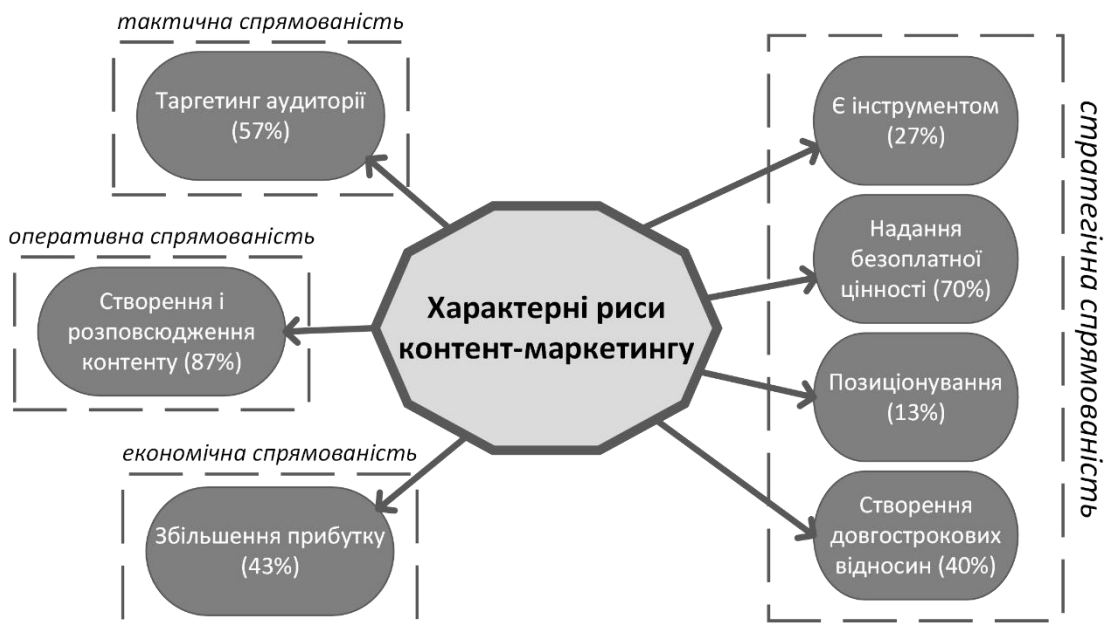 тактична спрямованість
Таргетинг аудиторії
(57%)
оперативна спрямованість
Створення і
розповсюдження
контенту (87%)
економічна спрямованість
Збільшення прибутку
(43%)
Характерні риси
контент-маркетингу
Є інструментом
(27%)
Надання
безоплатної
цінності (70%)
Позиціонування
(13%)
Створення
довгострокових
відносин (40%)
стратегічна спрямованість